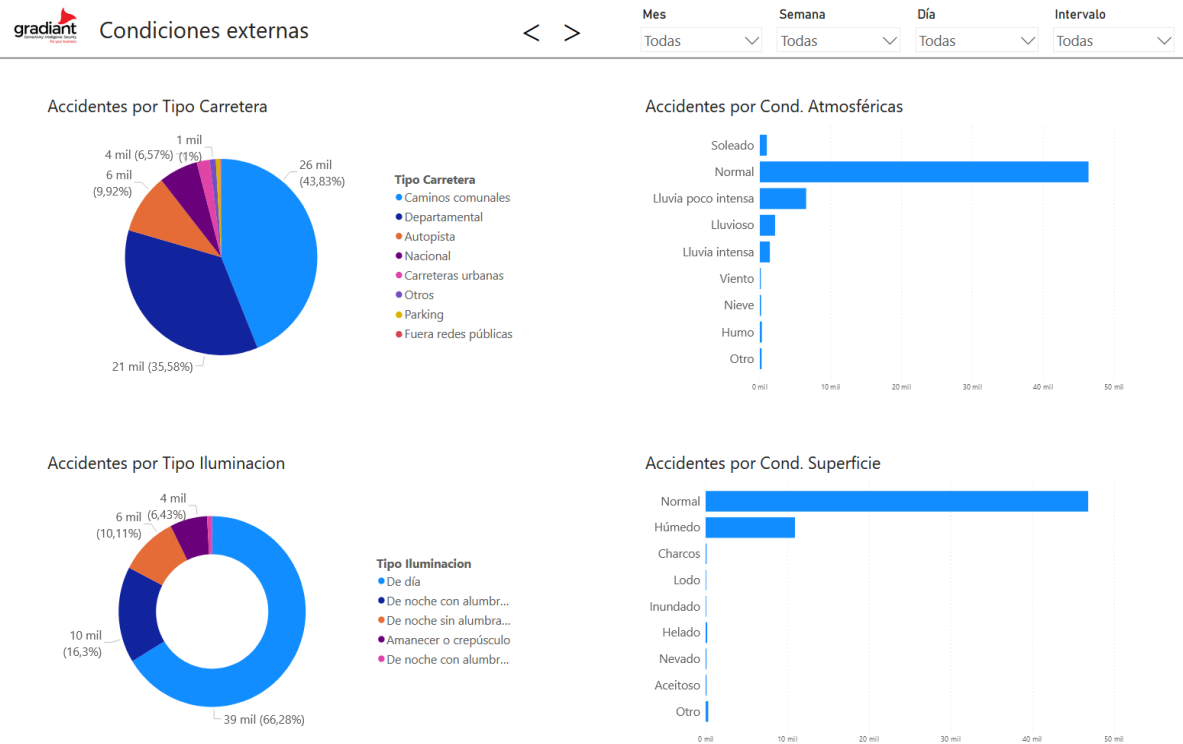 gradiant
Condiciones externas
< >
Mes
Todas
Semana
Todas
Día
Todas
Intervalo
Todas
Accidentes por Tipo Carretera
1 mil
(1%)
4 mil (6,57%)
6 mil
(9,92%)
26 mil
(43,83%)
21 mil (35,58%)
Tipo Carretera
Caminos comunales
Departamental
Autopista
Nacional
Carreteras urbanas
Otros
Parking
Fuera redes públicas
Accidentes por Cond. Atmosféricas
Soleado
Normal
Lluvia poco intensa
Lluvioso
Lluvia intensa
Viento
Nieve
Humo
Otro
0 mil 10 mil 20 mil 30 mil 40 mil 50 mil
Accidentes por Tipo Iluminacion
4 mil
(6,43%)
6 mil
(10,11%)
10 mil
(16,3%)
39 mil (66,28%)
Tipo Iluminacion
De día
De noche con alumbr...
De noche sin alumbra...
Amanecer o crepúsculo
De noche con alumbr...
Accidentes por Cond. Superficie
Normal
Húmedo
Charcos
Lodo
Inundado
Helado
Nevado
Aceitoso
Otro
0 mil 10 mil 20 mil 30 mil 40 mil 50 mil